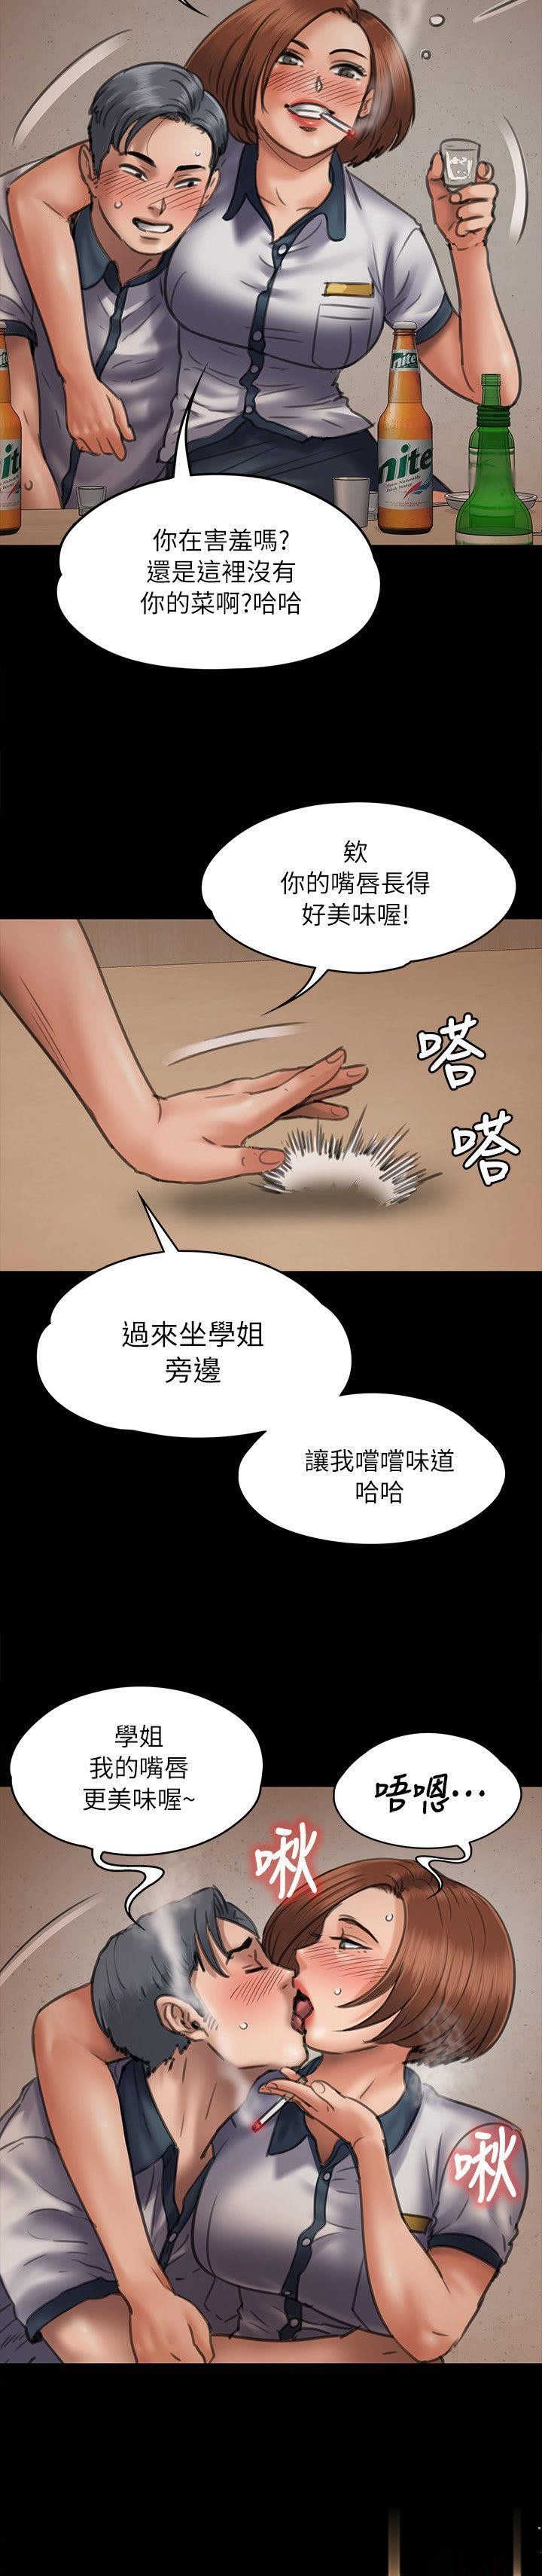 nite
nite
nite
你在害羞嗎?
還是這裡沒有
你的菜啊?哈哈
欸
你的嘴唇長得
好美味喔!
嗒
嗒
過來坐學姐
旁邊
讓我嚐嚐味道
哈哈
學姐
我的嘴唇
更美味喔~
唔嗯…
啾
啾